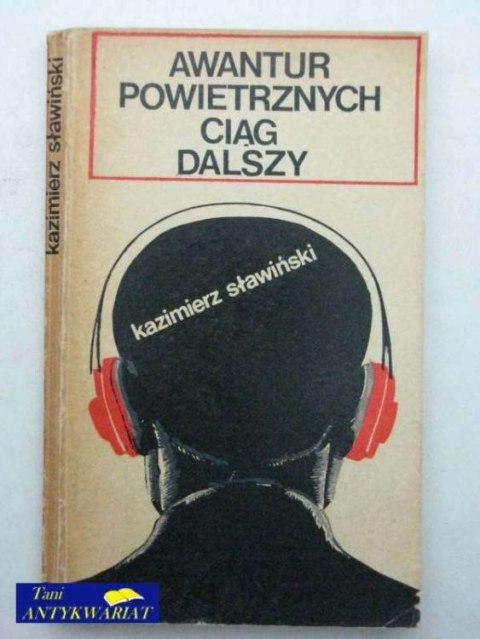 AWANTUR
POWIETRZNYCH
CIĄG
DALSZY
kazimierz sławiński
kazimierz sławiński
Tani
ANTYKWARIAT